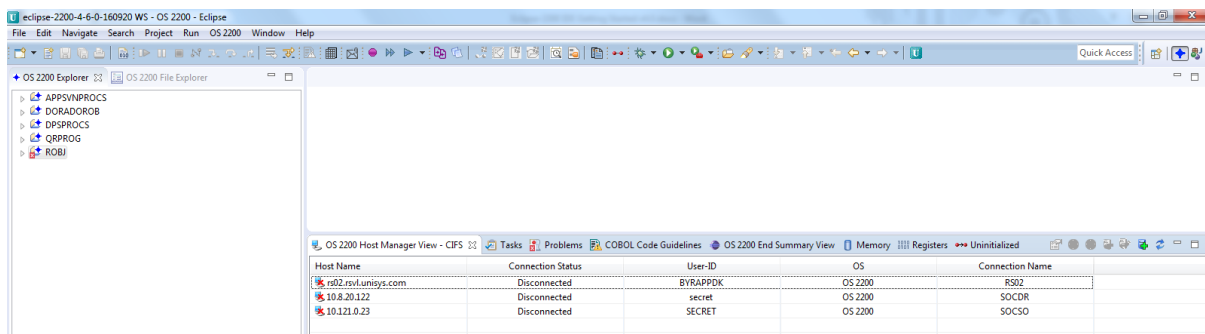 eclipse-2200-4-6-0-160920 WS - OS 2200 - Eclipse
File Edit Navigate Search Project Run OS 2200 Window Help
Quick Access
OS 2200 Explorer OS 2200 File Explorer
APPSVNPROCS
DORADOROB
DPSPROCS
QRPROG
ROBJ
OS 2200 Host Manager View - CIFS Tasks Problems COBOL Code Guidelines OS 2200 End Summary View Memory Registers Uninitialized
Host Name Connection Status User-ID OS Connection Name
rs02.rsvl.unisys.com Disconnected BYRAPPDK OS 2200 RS02
10.8.20.122 Disconnected secret OS 2200 SOCDR
10.121.0.23 Disconnected SECRET OS 2200 SOCSO